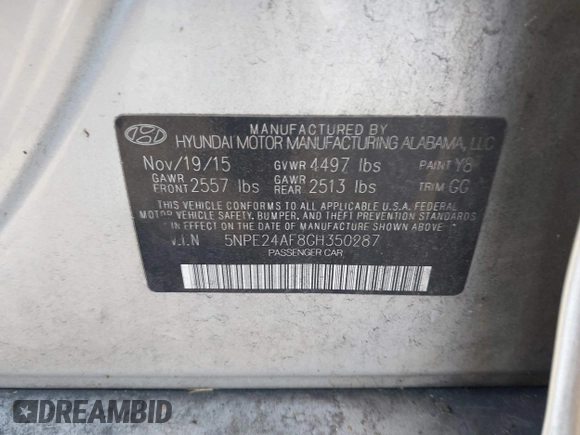 MANUFACTURED BY
HYUNDAI MOTOR MANUFACTURING ALABAMA, LLC
Nov/19/15 GVWR 4497 lbs PAINT Y8
GAWR FRONT 2557 lbs GAWR REAR 2513 lbs TRIM GG
THIS VEHICLE CONFORMS TO ALL APPLICABLE U.S.A. FEDERAL
MOTOR VEHICLE SAFETY, BUMPER, AND THEFT PREVENTION STANDARDS
IN EFFECT ON THE DATE OF MANUFACTURE SHOWN ABOVE
V.I.N 5NPE24AF8GH350287
PASSENGER CAR
DREAMBID